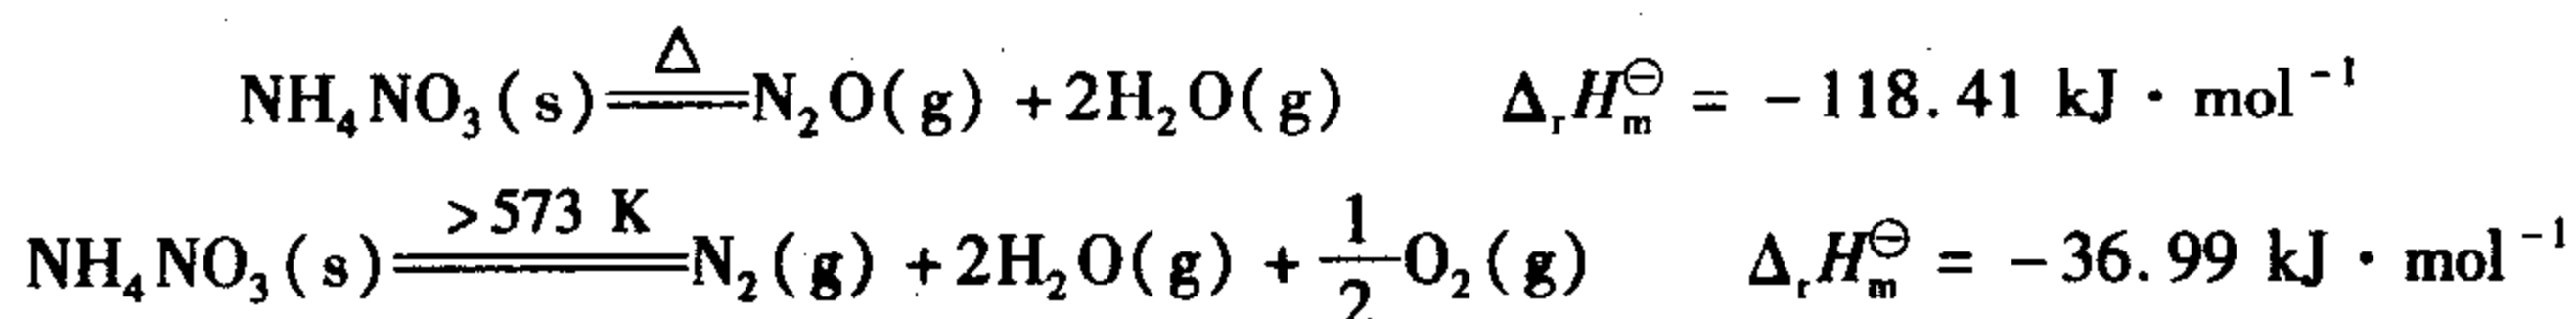 NH₄NO₃(s) ≝(△) N₂O(g) + 2H₂O(g) ΔᵣH⊖ₘ = −118.41 kJ · mol⁻¹
NH₄NO₃(s) ≝(>573 K) N₂(g) + 2H₂O(g) + 1/2 O₂(g) ΔᵣH⊖ₘ = −36.99 kJ · mol⁻¹